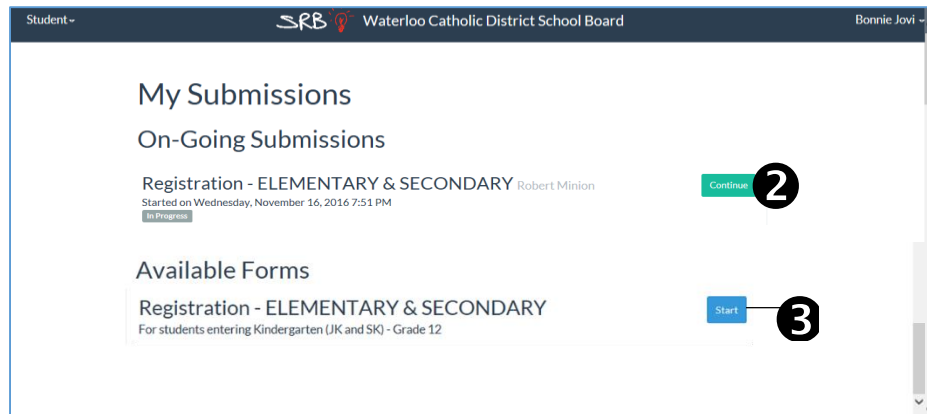 Student
SRB Waterloo Catholic District School Board
Bonnie Jovi
My Submissions
On-Going Submissions
Registration - ELEMENTARY & SECONDARY Robert Minion
Continue
2
Started on Wednesday, November 16, 2016 7:51 PM
In Progress
Available Forms
Registration - ELEMENTARY & SECONDARY
Start
3
For students entering Kindergarten (JK and SK) - Grade 12